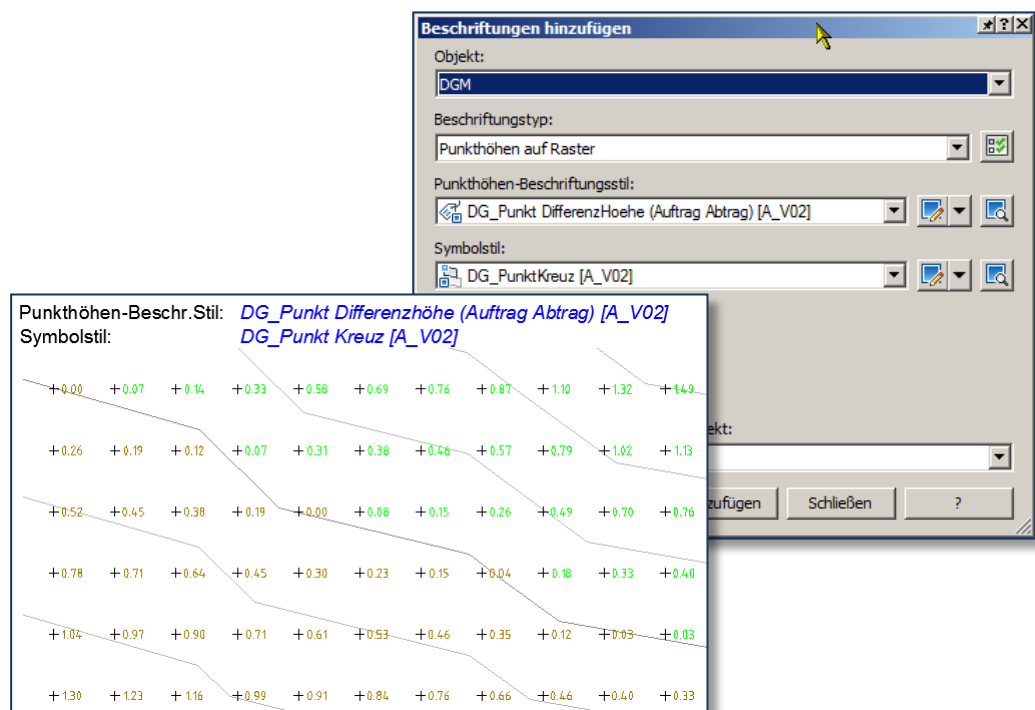 Beschriftungen hinzufügen
Objekt:
DGM
Beschriftungstyp:
Punkthöhen auf Raster
Punkthöhen-Beschriftungsstil:
DG_Punkt DifferenzHoehe (Auftrag Abtrag) [A_V02]
Symbolstil:
DG_PunktKreuz [A_V02]
ekt:
zufügen Schließen ?
Punkthöhen-Beschr.Stil: DG_Punkt Differenzhöhe (Auftrag Abtrag) [A_V02]
Symbolstil: DG_Punkt Kreuz [A_V02]
+0.00 +0.07 +0.14 +0.33 +0.58 +0.69 +0.76 +0.87 +1.10 +1.32 +1.49
+0.26 +0.19 +0.12 +0.07 +0.31 +0.38 +0.46 +0.57 +0.79 +1.02 +1.13
+0.52 +0.45 +0.38 +0.19 +0.00 +0.08 +0.15 +0.26 +0.49 +0.70 +0.76
+0.78 +0.71 +0.64 +0.45 +0.30 +0.23 +0.15 +0.04 +0.18 +0.33 +0.40
+1.04 +0.97 +0.90 +0.71 +0.61 +0.53 +0.46 +0.35 +0.12 +0.03 +0.03
+1.30 +1.23 +1.16 +0.99 +0.91 +0.84 +0.76 +0.66 +0.46 +0.40 +0.33